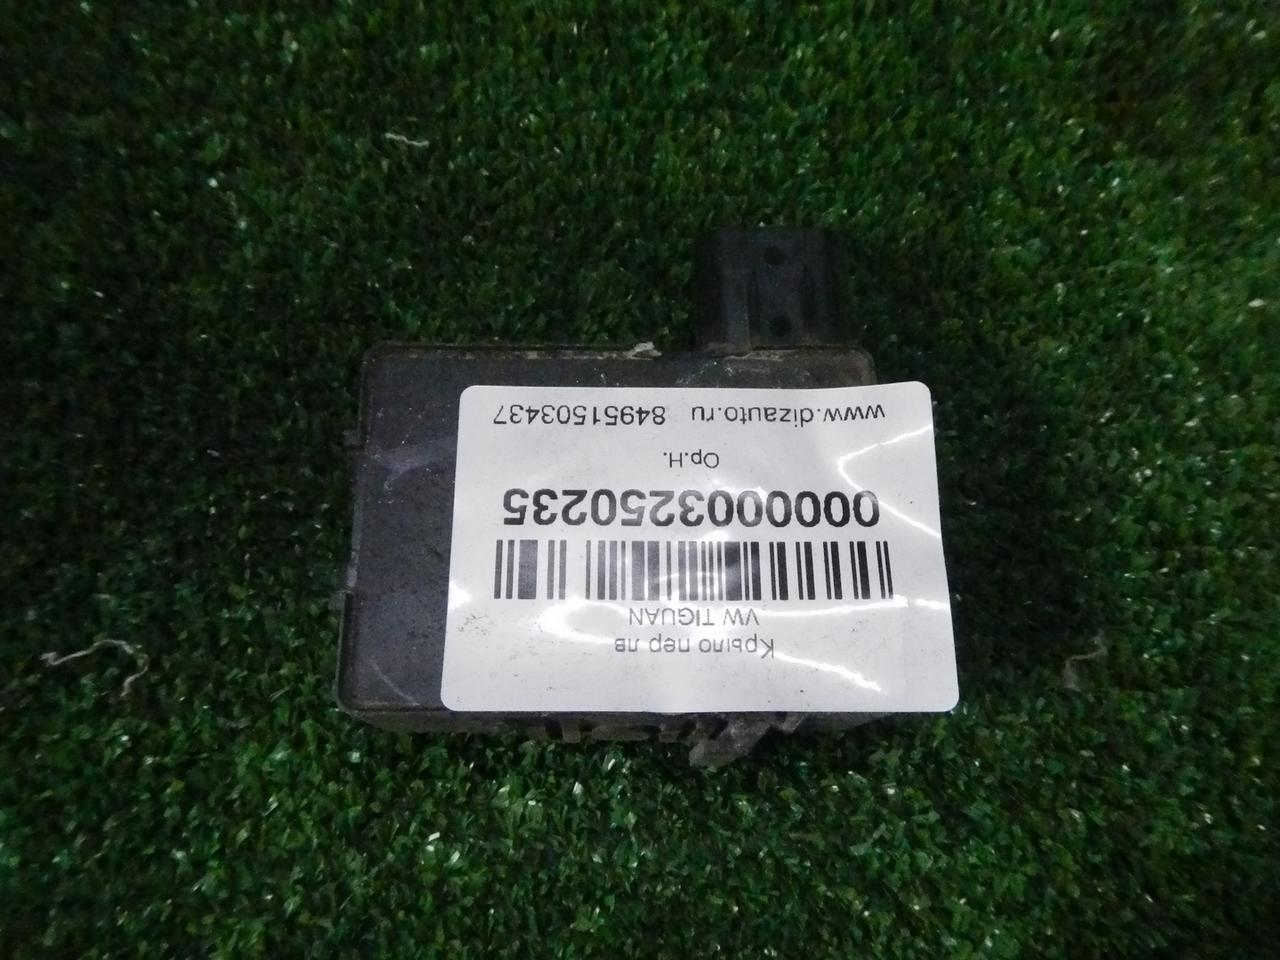 Крыло пер лв
VW TIGUAN
0000003250235
Ор.Н.
www.dizauto.ru 84951503437